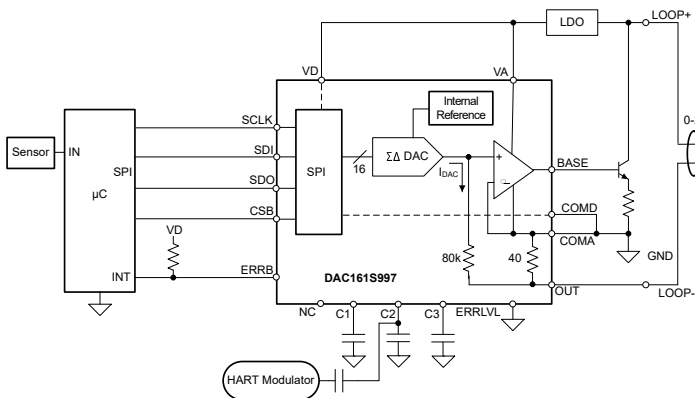 LDO
LOOP+
VD
VA
Internal
Reference
SCLK
0-
Sensor
IN
SDI
SPI
16
ΣΔ DAC
+
BASE
SPI
µC
SDO
IDAC
CSB
COMD
VD
COMA
80k
40
GND
INT
ERRB
DAC161S997
OUT
LOOP-
NC
C1
C2
C3
ERRLVL
HART Modulator